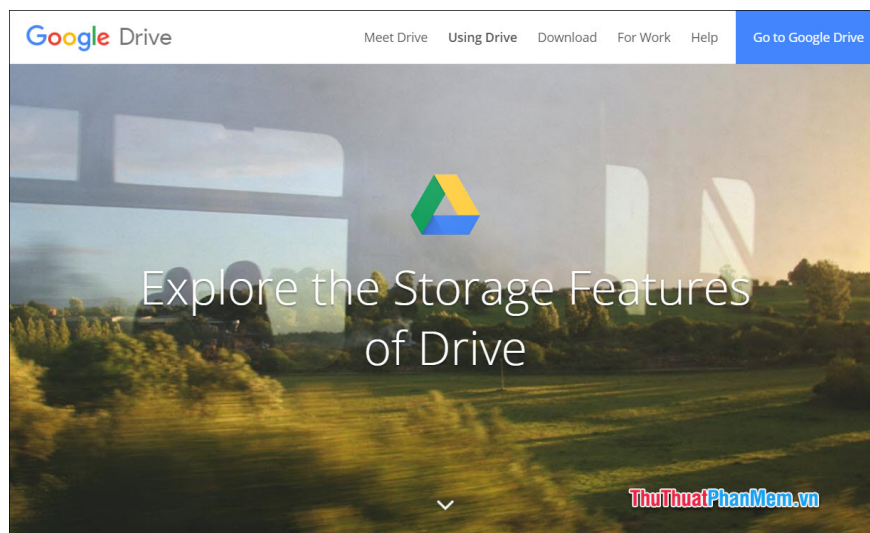 Google Drive
Meet Drive Using Drive Download For Work Help Go to Google Drive
Explore the Storage Features
of Drive
ThuThuatPhanMem.vn